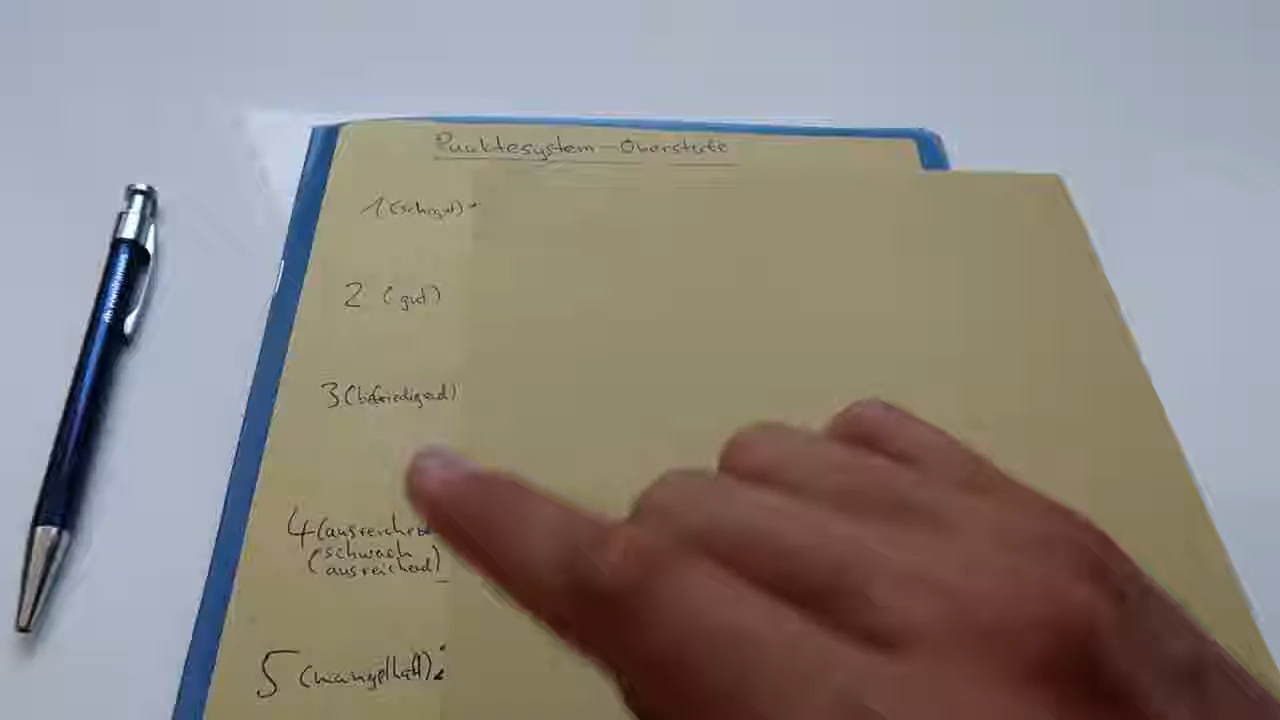 Punktesystem-Oberstufe
1 (sehr gut)
2 (gut)
3 (befriedigend)
4 (ausreichend
(schwach
(ausreichend)
5 (mangelhaft)